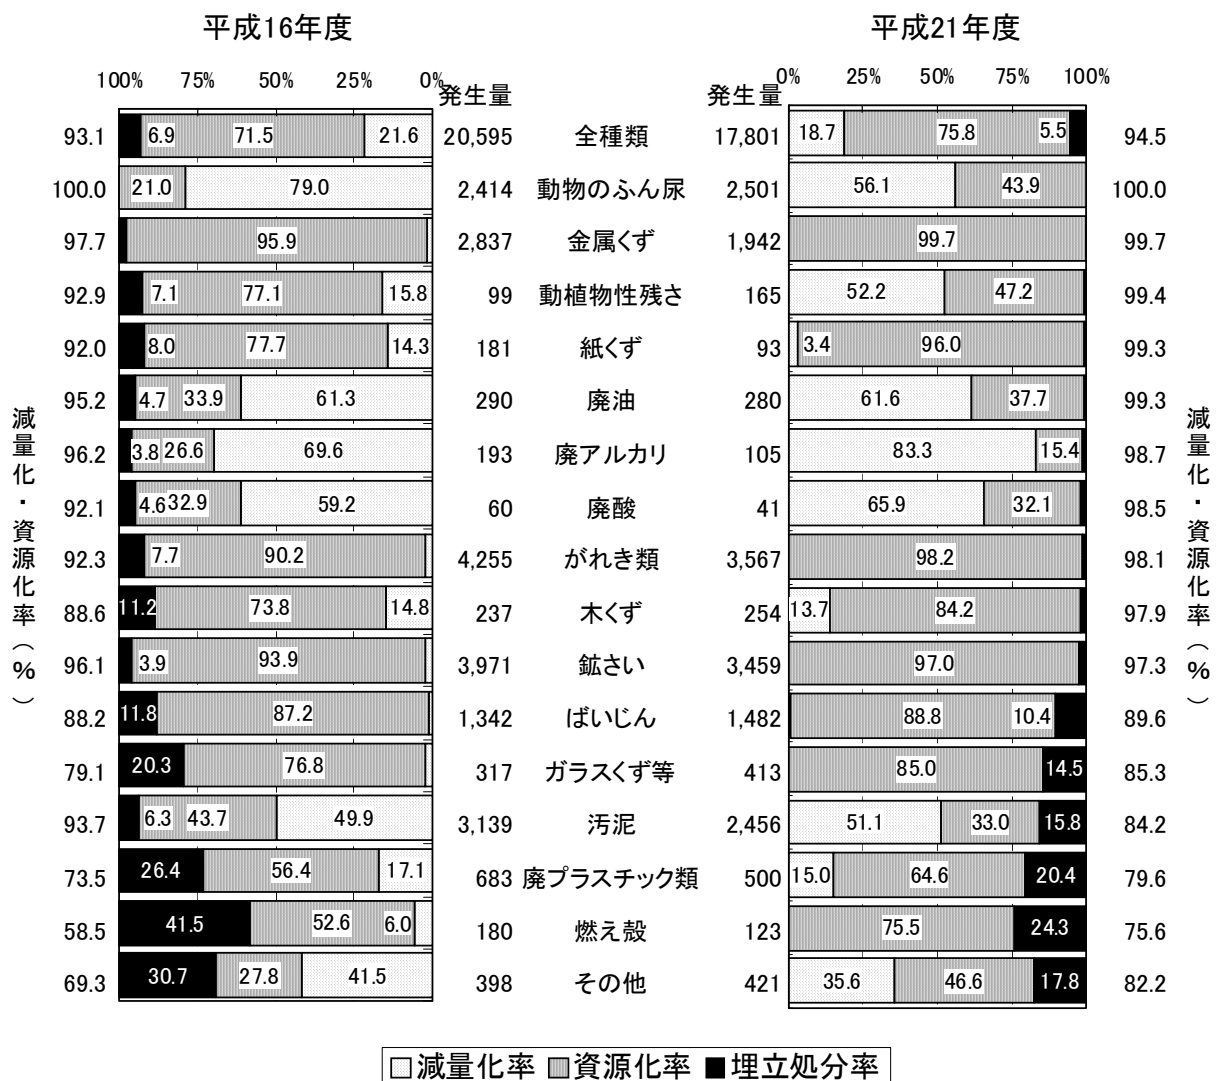 平成16年度
平成21年度
100% 75% 50% 25% 0%
0% 25% 50% 75% 100%
発生量 発生量
93.1 6.9 71.5 21.6 20,595 全種類 17,801 18.7 75.8 5.5 94.5
100.0 21.0 79.0 2,414 動物のふん尿 2,501 56.1 43.9 100.0
97.7 95.9 2,837 金属くず 1,942 99.7 99.7
92.9 7.1 77.1 15.8 99 動植物性残さ 165 52.2 47.2 99.4
92.0 8.0 77.7 14.3 181 紙くず 93 3.4 96.0 99.3
95.2 4.7 33.9 61.3 290 廃油 280 61.6 37.7 99.3
96.2 3.8 26.6 69.6 193 廃アルカリ 105 83.3 15.4 98.7
92.1 4.6 32.9 59.2 60 廃酸 41 65.9 32.1 98.5
92.3 7.7 90.2 4,255 がれき類 3,567 98.2 98.1
88.6 11.2 73.8 14.8 237 木くず 254 13.7 84.2 97.9
96.1 3.9 93.9 3,971 鉱さい 3,459 97.0 97.3
88.2 11.8 87.2 1,342 ばいじん 1,482 88.8 10.4 89.6
79.1 20.3 76.8 317 ガラスくず等 413 85.0 14.5 85.3
93.7 6.3 43.7 49.9 3,139 汚泥 2,456 51.1 33.0 15.8 84.2
73.5 26.4 56.4 17.1 683 廃プラスチック類 500 15.0 64.6 20.4 79.6
58.5 41.5 52.6 6.0 180 燃え殻 123 75.5 24.3 75.6
69.3 30.7 27.8 41.5 398 その他 421 35.6 46.6 17.8 82.2
減量化・資源化率（%）
減量化・資源化率（%）
減量化率 資源化率 埋立処分率